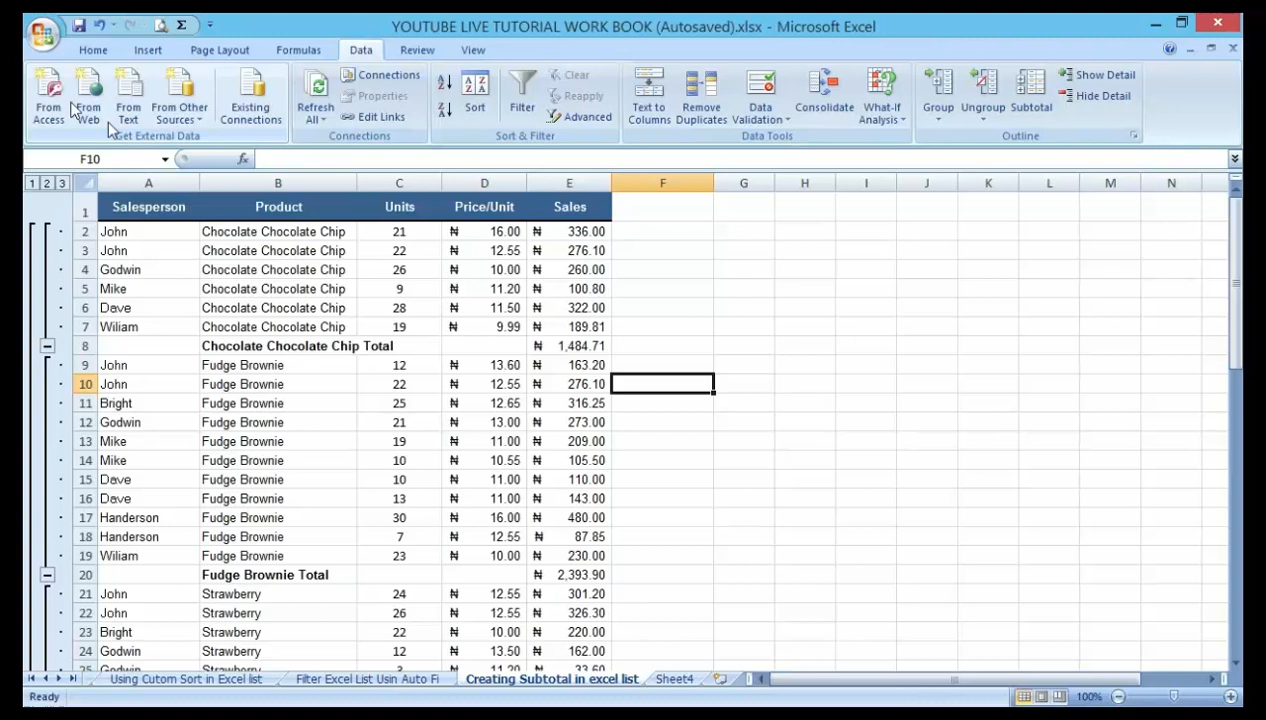 YOUTUBE LIVE TUTORIAL WORK BOOK (Autosaved).xlsx - Microsoft Excel
Home Insert Page Layout Formulas Data Review View
From Access From Web From Text From Other Sources Existing Connections Refresh All Connections Properties Edit Links Sort Filter Clear Reapply Advanced Text to Columns Remove Duplicates Data Validation Consolidate What-If Analysis Group Ungroup Subtotal Show Detail Hide Detail
Get External Data Connections Sort & Filter Data Tools Outline
F10 fx
1 2 3 A B C D E F G H I J K L M N
1 Salesperson Product Units Price/Unit Sales
2 John Chocolate Chocolate Chip 21 ₦ 16.00 ₦ 336.00
3 John Chocolate Chocolate Chip 22 ₦ 12.55 ₦ 276.10
4 Godwin Chocolate Chocolate Chip 26 ₦ 10.00 ₦ 260.00
5 Mike Chocolate Chocolate Chip 9 ₦ 11.20 ₦ 100.80
6 Dave Chocolate Chocolate Chip 28 ₦ 11.50 ₦ 322.00
7 Wiliam Chocolate Chocolate Chip 19 ₦ 9.99 ₦ 189.81
8 Chocolate Chocolate Chip Total ₦ 1,484.71
9 John Fudge Brownie 12 ₦ 13.60 ₦ 163.20
10 John Fudge Brownie 22 ₦ 12.55 ₦ 276.10
11 Bright Fudge Brownie 25 ₦ 12.65 ₦ 316.25
12 Godwin Fudge Brownie 21 ₦ 13.00 ₦ 273.00
13 Mike Fudge Brownie 19 ₦ 11.00 ₦ 209.00
14 Mike Fudge Brownie 10 ₦ 10.55 ₦ 105.50
15 Dave Fudge Brownie 10 ₦ 11.00 ₦ 110.00
16 Dave Fudge Brownie 13 ₦ 11.00 ₦ 143.00
17 Handerson Fudge Brownie 30 ₦ 16.00 ₦ 480.00
18 Handerson Fudge Brownie 7 ₦ 12.55 ₦ 87.85
19 Wiliam Fudge Brownie 23 ₦ 10.00 ₦ 230.00
20 Fudge Brownie Total ₦ 2,393.90
21 John Strawberry 24 ₦ 12.55 ₦ 301.20
22 John Strawberry 26 ₦ 12.55 ₦ 326.30
23 Bright Strawberry 22 ₦ 10.00 ₦ 220.00
24 Godwin Strawberry 12 ₦ 13.50 ₦ 162.00
25 Godwin Strawberry 3 ₦ 11.20 ₦ 33.60
Using Cutom Sort in Excel list Filter Excel List Usin Auto Fi Creating Subtotal in excel list Sheet4
Ready 100%